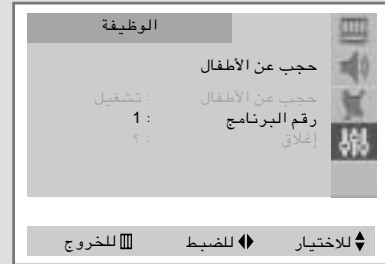 الوظيفة
حجب عن الأطفال
حجب عن الأطفال : تشغيل
رقم البرنامج : 1
إغلاق : ؟
للاختيار للضبط للخروج